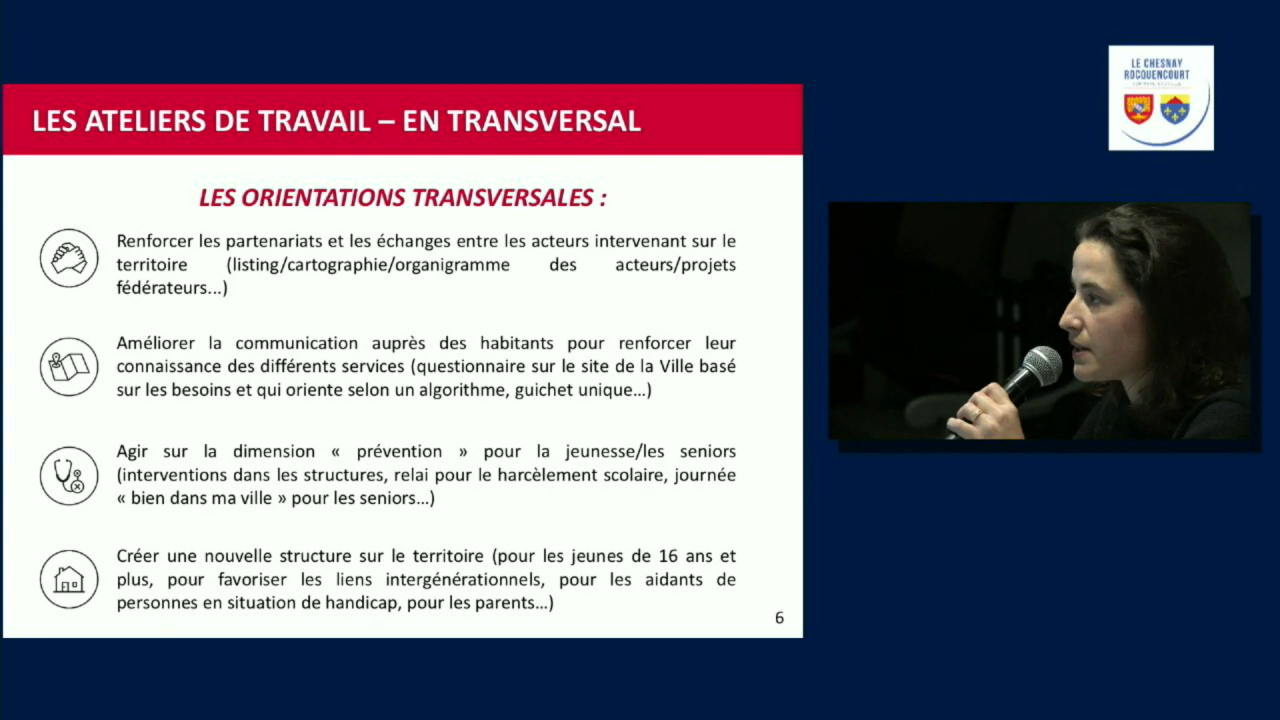 LES ATELIERS DE TRAVAIL – EN TRANSVERSAL
LES ORIENTATIONS TRANSVERSALES :
Renforcer les partenariats et les échanges entre les acteurs intervenant sur le
territoire (listing/cartographie/organigramme des acteurs/projets
fédérateurs...)
Améliorer la communication auprès des habitants pour renforcer leur
connaissance des différents services (questionnaire sur le site de la Ville basé
sur les besoins et qui oriente selon un algorithme, guichet unique…)
Agir sur la dimension « prévention » pour la jeunesse/les seniors
(interventions dans les structures, relai pour le harcèlement scolaire, journée
« bien dans ma ville » pour les seniors…)
Créer une nouvelle structure sur le territoire (pour les jeunes de 16 ans et
plus, pour favoriser les liens intergénérationnels, pour les aidants de
personnes en situation de handicap, pour les parents…)
6
LE CHESNAY
ROCQUENCOURT